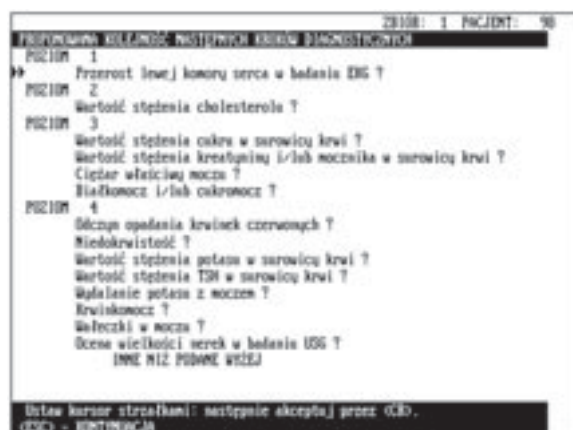 ZBIÓR: 1 PACJENT: 90
PROPONOWANA KOLEJNOŚĆ NASTĘPNYCH KROKÓW DIAGNOSTYCZNYCH
POZIOM 1
Przerost lewej komory serca w badaniu EKG ?
POZIOM 2
Wartość stężenia cholesterolu ?
POZIOM 3
Wartość stężenia cukru w surowicy krwi ?
Wartość stężenia kreatyniny i/lub mocznika w surowicy krwi ?
Ciężar właściwy moczu ?
Białkomocz i/lub cukromocz ?
POZIOM 4
Odczyn opadania krwinek czerwonych ?
Niedokrwistość ?
Wartość stężenia potasu w surowicy krwi ?
Wartość stężenia TSH w surowicy krwi ?
Wydalanie potasu z moczem ?
Krwinkomocz ?
Wałeczki w moczu ?
Ocena wielkości nerek w badaniu USG ?
INNE NIŻ PODANE WYŻEJ
Ustaw kursor strzałkami: następnie akceptuj przez (CR).
(ESC) - KONTYNUACJA